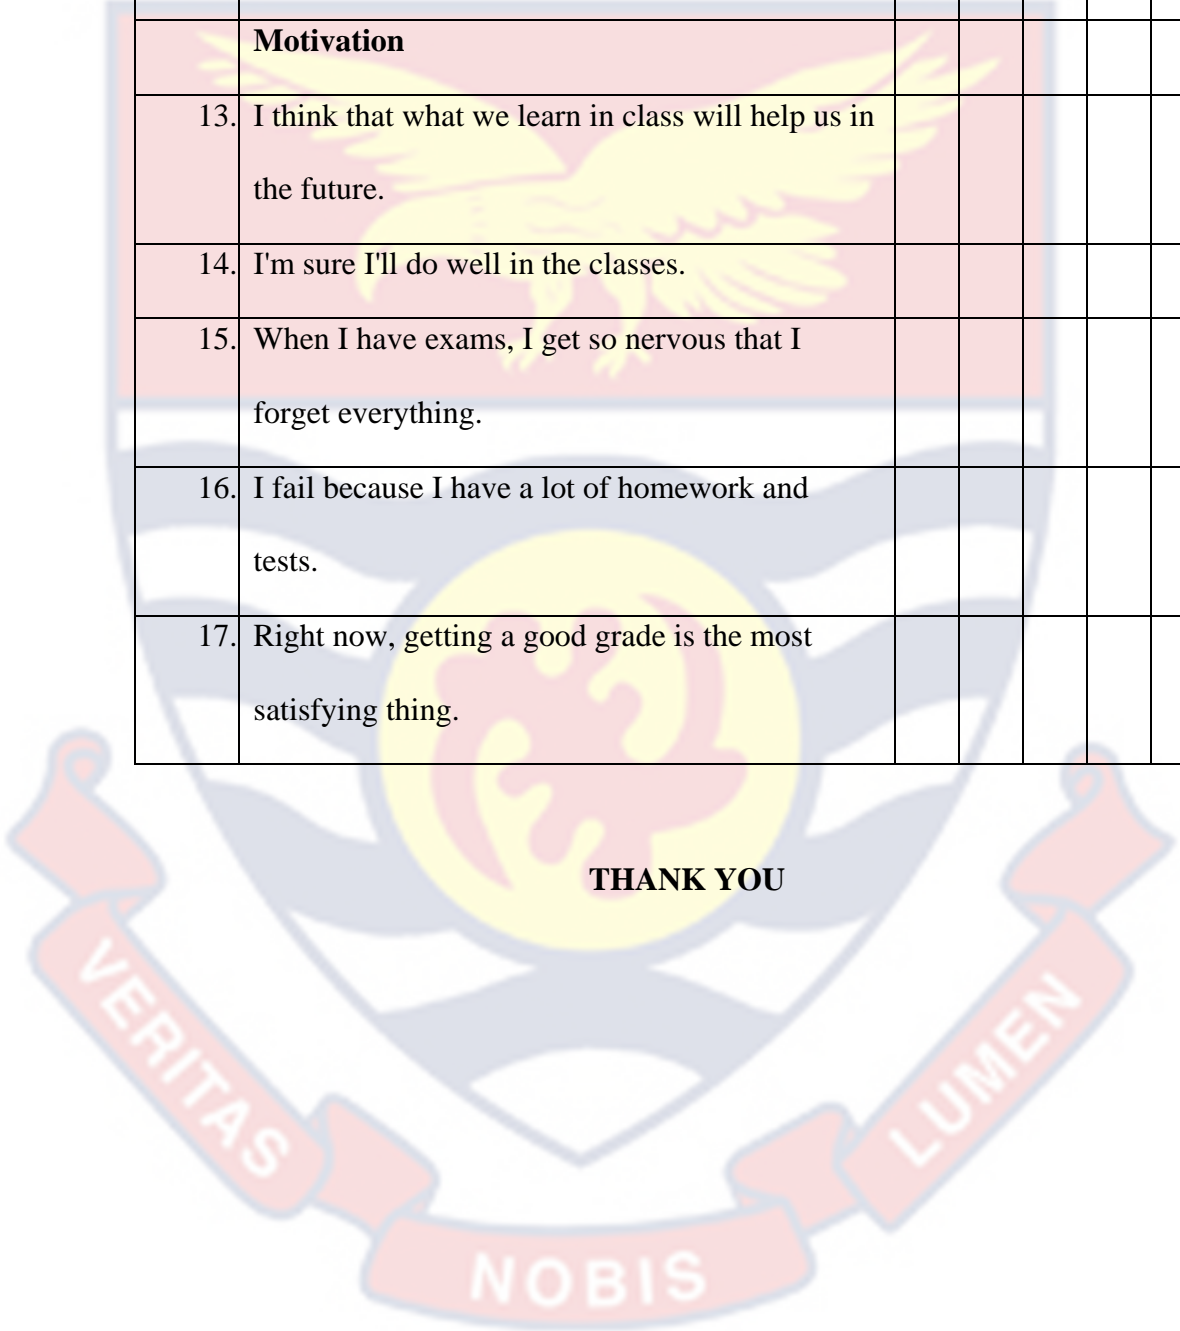 Motivation
13. I think that what we learn in class will help us in
the future.
14. I'm sure I'll do well in the classes.
15. When I have exams, I get so nervous that I
forget everything.
16. I fail because I have a lot of homework and
tests.
17. Right now, getting a good grade is the most
satisfying thing.
THANK YOU
VERITAS
NOBIS
LUMEN